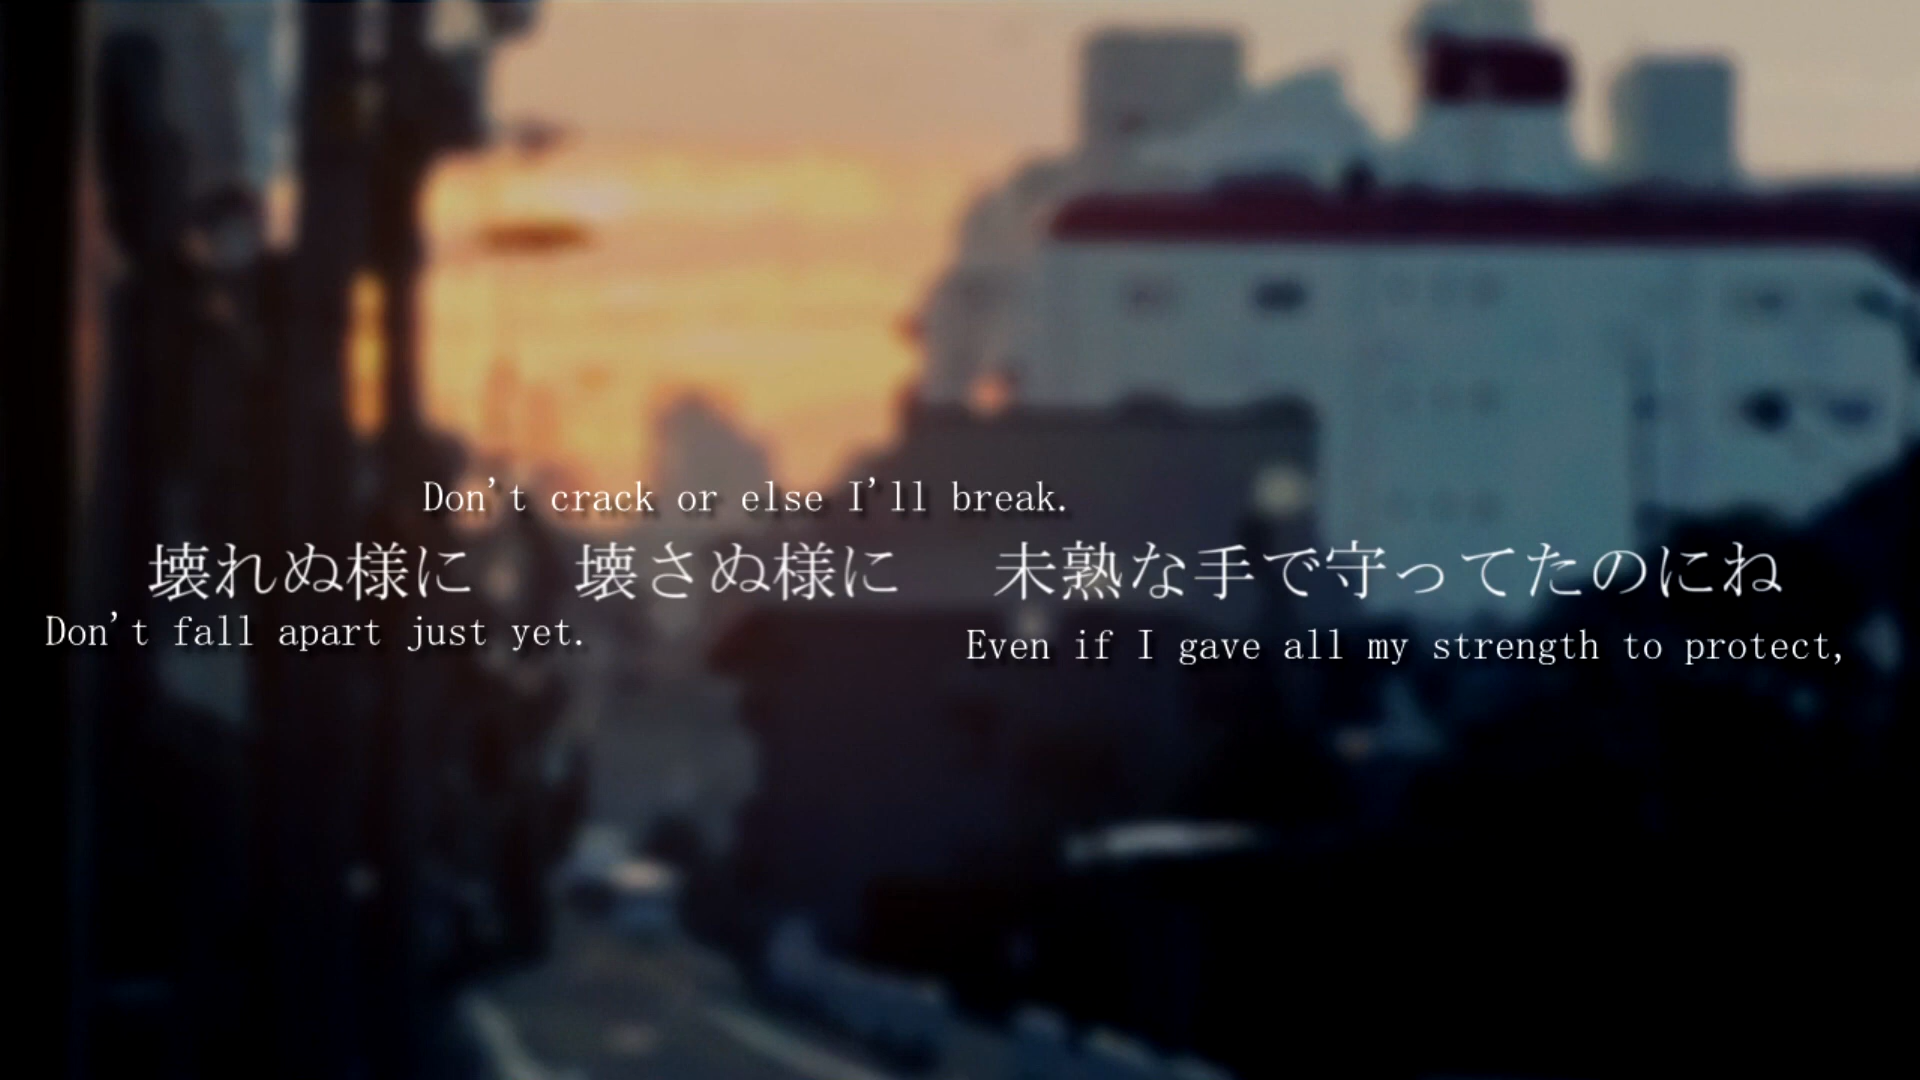 Don't crack or else I'll break.
壊れぬ様に 壊さぬ様に 未熟な手で守ってたのにね
Don't fall apart just yet.
Even if I gave all my strength to protect,